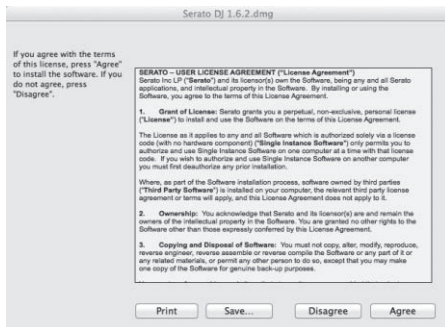 Serato DJ 1.6.2.dmg
If you agree with the terms
of this license, press "Agree"
to install the software. If you
do not agree, press
"Disagree".
SERATO – USER LICENSE AGREEMENT ("License Agreement")
Serato Inc LP ("Serato") and its licensor(s) own the Software, being any and all Serato
applications, and intellectual property in the Software. By installing or using the
Software, you agree to the terms of this License Agreement.
1. Grant of License: Serato grants you a perpetual, non-exclusive, personal license
("License") to install and use the Software on the terms of this License Agreement.
The License as it applies to any and all Software which is authorized solely via a license
code (with no hardware component) ("Single Instance Software") only permits you to
authorize and use Single Instance Software on one computer at a time with that license
code. If you wish to authorize and use Single Instance Software on another computer
you must first deauthorize any prior installation.
Where, as part of the Software installation process, software owned by third parties
("Third Party Software") is installed on your computer, the relevant third party license
agreement or terms will apply, and this License Agreement does not apply to it.
2. Ownership: You acknowledge that Serato and its licensor(s) are and remain the
owners of the intellectual property in the Software. You are granted no other rights to the
Software other than those expressly conferred by this License Agreement.
3. Copying and Disposal of Software: You must not copy, alter, modify, reproduce,
reverse engineer, reverse assemble or reverse compile the Software or any part of it or
any related materials, or permit any other person to do so, except that you may make
one copy of the Software for genuine back-up purposes.
Print Save... Disagree Agree